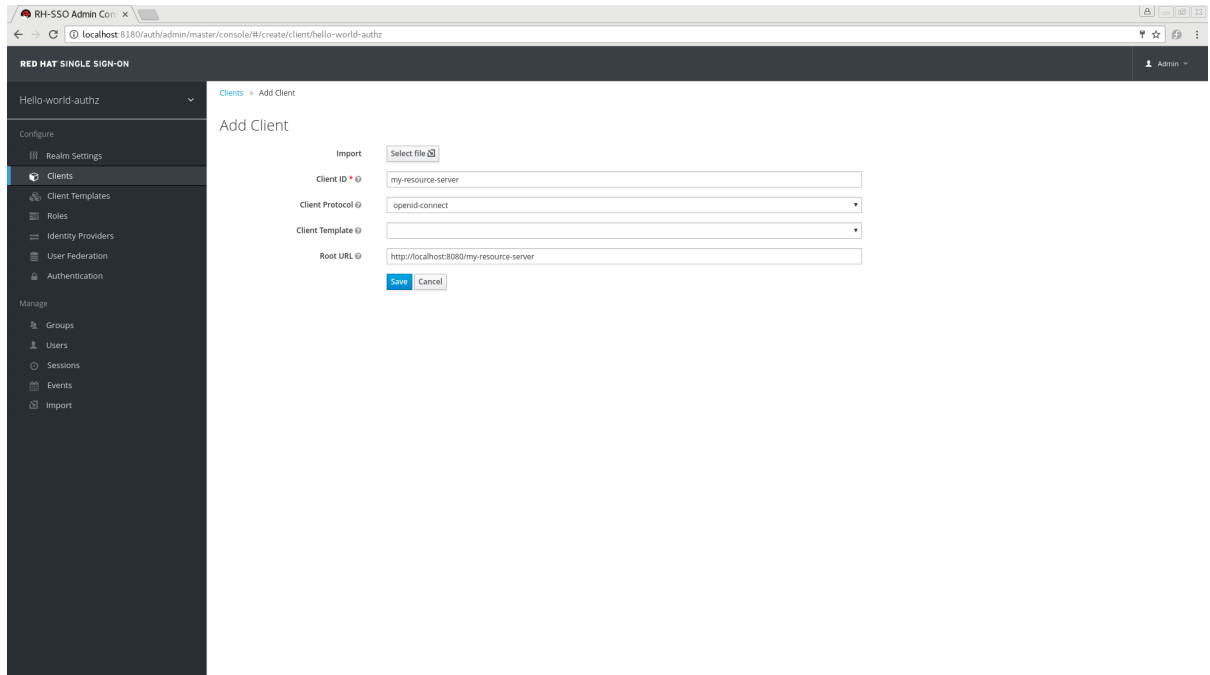 RH-SSO Admin Con
localhost:8180/auth/admin/master/console/#/create/client/hello-world-authz
RED HAT SINGLE SIGN-ON
Admin
Hello-world-authz
Clients » Add Client
Add Client
Configure
Import Select file
Realm Settings
Clients
Client ID * my-resource-server
Client Templates
Client Protocol openid-connect
Roles
Client Template
Identity Providers
User Federation
Root URL http://localhost:8080/my-resource-server
Authentication
Save Cancel
Manage
Groups
Users
Sessions
Events
Import